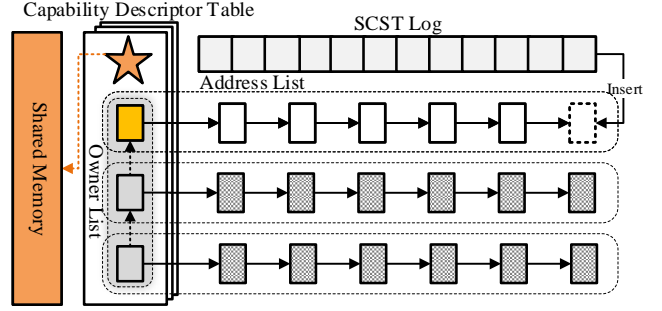 Capability Descriptor Table
SCST Log
Address List
Insert
Shared Memory
Owner List